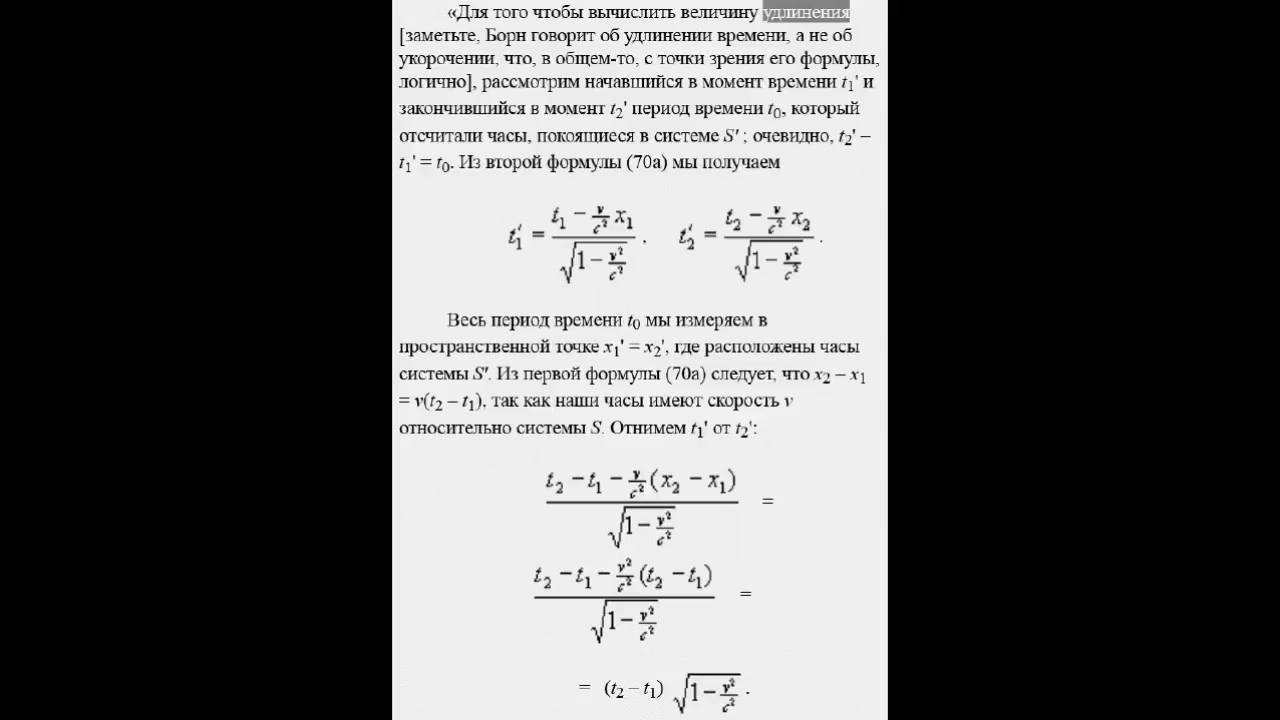 «Для того чтобы вычислить величину удлинения
[заметьте, Борн говорит об удлинении времени, а не об
укорочении, что, в общем-то, с точки зрения его формулы,
логично], рассмотрим начавшийся в момент времени t₁' и
закончившийся в момент t₂' период времени t₀, который
отсчитали часы, покоящиеся в системе S' ; очевидно, t₂' –
t₁' = t₀. Из второй формулы (70а) мы получаем
t₁′ = (t₁ − (v/c²) x₁) / √(1 − v²/c²) , t₂′ = (t₂ − (v/c²) x₂) / √(1 − v²/c²) .
Весь период времени t₀ мы измеряем в
пространственной точке x₁' = x₂', где расположены часы
системы S'. Из первой формулы (70а) следует, что x₂ – x₁
= v(t₂ – t₁), так как наши часы имеют скорость v
относительно системы S. Отнимем t₁' от t₂':
(t₂ − t₁ − (v/c²)(x₂ − x₁)) / √(1 − v²/c²) =
(t₂ − t₁ − (v²/c²)(t₂ − t₁)) / √(1 − v²/c²) =
= (t₂ – t₁) √(1 − v²/c²) .